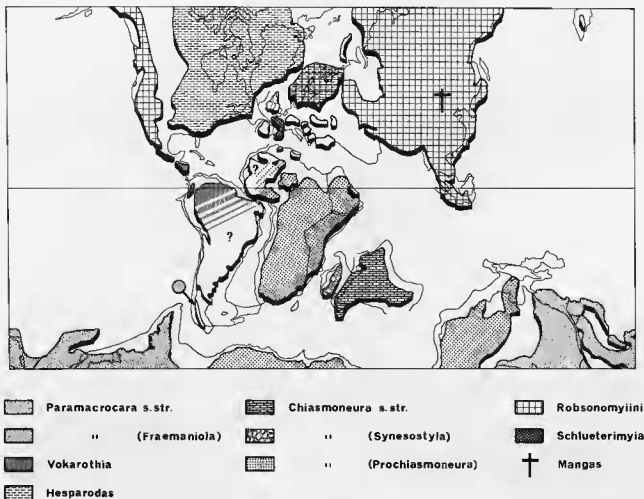 ?
?
Paramacrocara s.str.
" (Fraemaniola)
Vokarothia
Hesparodas
Chiasmoneura s.str.
" (Synesostyla)
" (Prochiasmoneura)
Robsonomyiini
Schlueterimyia
Mangas